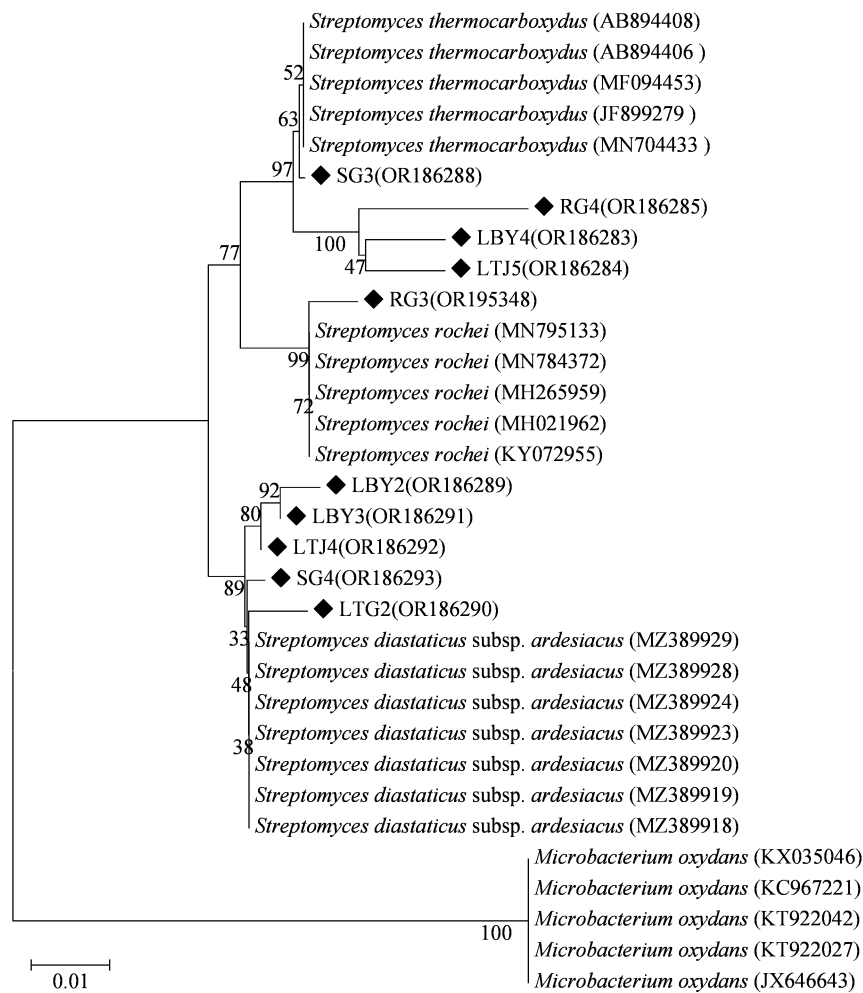 Streptomyces thermocarboxydus (AB894408)
Streptomyces thermocarboxydus (AB894406 )
52
Streptomyces thermocarboxydus (MF094453)
63
Streptomyces thermocarboxydus (JF899279 )
Streptomyces thermocarboxydus (MN704433 )
97
SG3(OR186288)
RG4(OR186285)
100
LBY4(OR186283)
77
47
LTJ5(OR186284)
RG3(OR195348)
Streptomyces rochei (MN795133)
99
Streptomyces rochei (MN784372)
Streptomyces rochei (MH265959)
72
Streptomyces rochei (MH021962)
Streptomyces rochei (KY072955)
92
LBY2(OR186289)
80
LBY3(OR186291)
LTJ4(OR186292)
89
SG4(OR186293)
LTG2(OR186290)
33
Streptomyces diastaticus subsp. ardesiacus (MZ389929)
Streptomyces diastaticus subsp. ardesiacus (MZ389928)
48
Streptomyces diastaticus subsp. ardesiacus (MZ389924)
Streptomyces diastaticus subsp. ardesiacus (MZ389923)
38
Streptomyces diastaticus subsp. ardesiacus (MZ389920)
Streptomyces diastaticus subsp. ardesiacus (MZ389919)
Streptomyces diastaticus subsp. ardesiacus (MZ389918)
Microbacterium oxydans (KX035046)
Microbacterium oxydans (KC967221)
Microbacterium oxydans (KT922042)
100
Microbacterium oxydans (KT922027)
Microbacterium oxydans (JX646643)
0.01